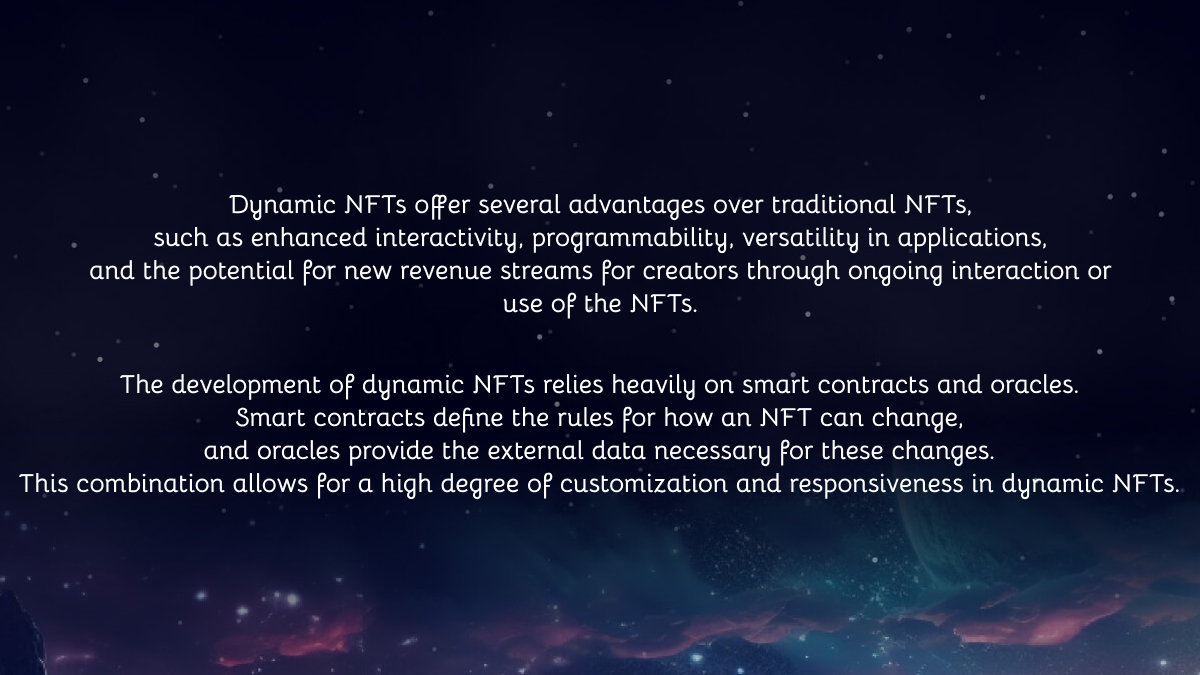 Dynamic NFTs offer several advantages over traditional NFTs,
such as enhanced interactivity, programmability, versatility in applications,
and the potential for new revenue streams for creators through ongoing interaction or
use of the NFTs.
The development of dynamic NFTs relies heavily on smart contracts and oracles.
Smart contracts define the rules for how an NFT can change,
and oracles provide the external data necessary for these changes.
This combination allows for a high degree of customization and responsiveness in dynamic NFTs.